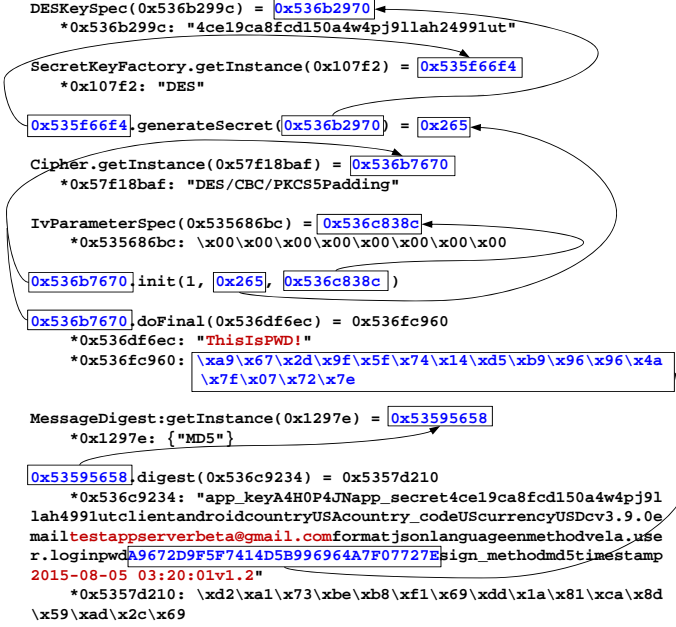 DESKeySpec(0x536b299c) = 0x536b2970
*0x536b299c: "4ce19ca8fcd150a4w4pj9llah24991ut"
SecretKeyFactory.getInstance(0x107f2) = 0x535f66f4
*0x107f2: "DES"
0x535f66f4.generateSecret(0x536b2970) = 0x265
Cipher.getInstance(0x57f18baf) = 0x536b7670
*0x57f18baf: "DES/CBC/PKCS5Padding"
IvParameterSpec(0x535686bc) = 0x536c838c
*0x535686bc: \x00\x00\x00\x00\x00\x00\x00\x00
0x536b7670.init(1, 0x265, 0x536c838c )
0x536b7670.doFinal(0x536df6ec) = 0x536fc960
*0x536df6ec: "ThisIsPWD!"
*0x536fc960: \xa9\x67\x2d\x9f\x5f\x74\x14\xd5\xb9\x96\x96\x4a
\x7f\x07\x72\x7e
MessageDigest:getInstance(0x1297e) = 0x53595658
*0x1297e: {"MD5"}
0x53595658.digest(0x536c9234) = 0x5357d210
*0x536c9234: "app_keyA4H0P4JNapp_secret4ce19ca8fcd150a4w4pj9l
lah4991utclientandroidcountryUSAcountry_codeUScurrencyUSDcv3.9.0e
mailtestappserverbeta@gmail.comformatjsonlanguageenmethodvela.use
r.loginpwdA9672D9F5F7414D5B996964A7F07727Esign_methodmd5timestamp
2015-08-05 03:20:01v1.2"
*0x5357d210: \xd2\xa1\x73\xbe\xb8\xf1\x69\xdd\x1a\x81\xca\x8d
\x59\xad\x2c\x69